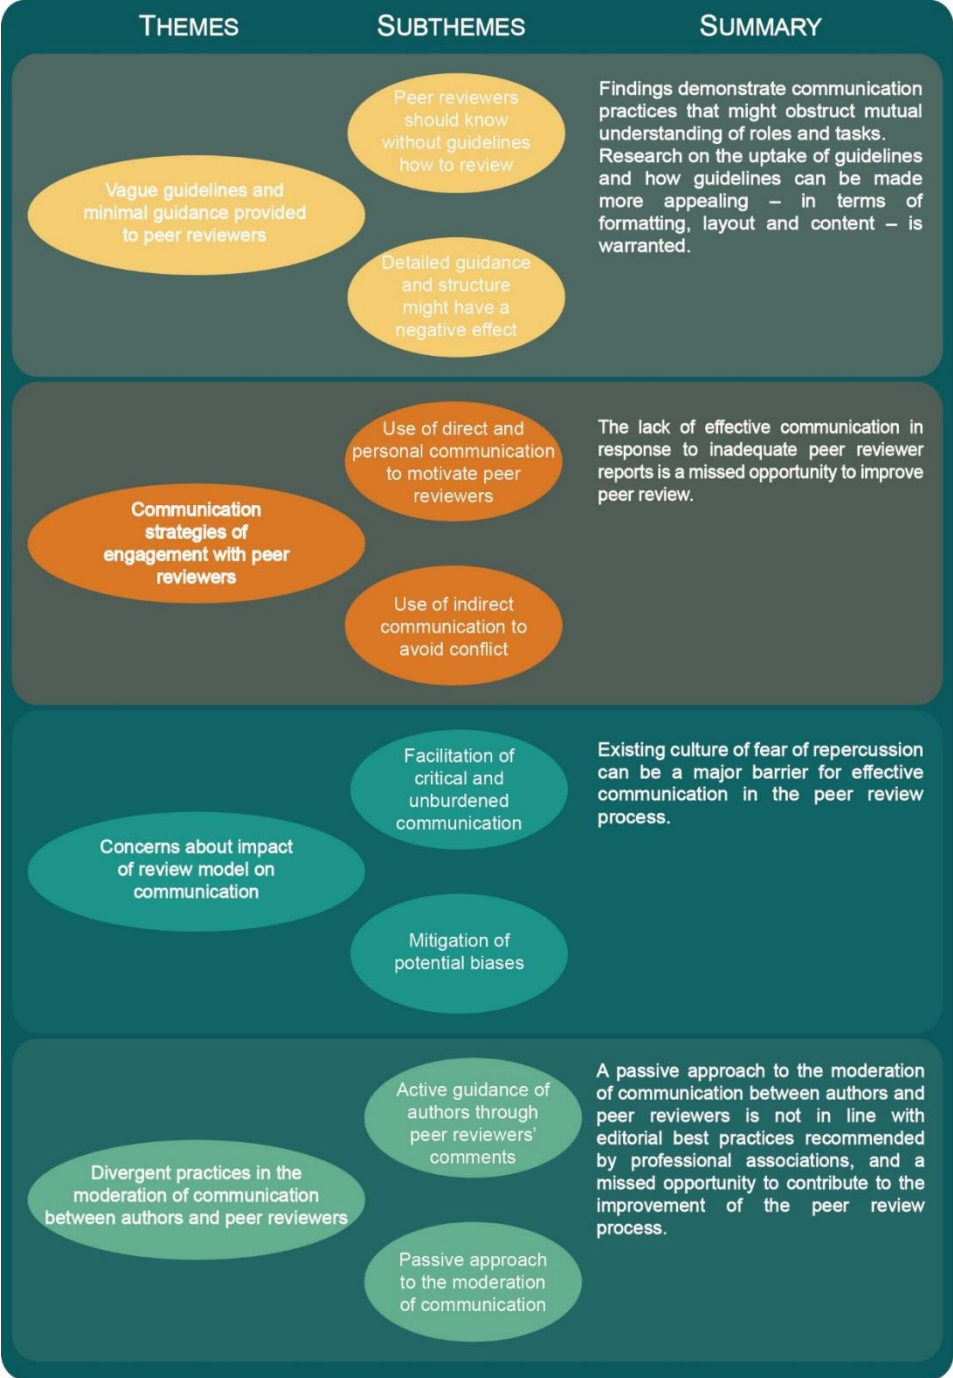 THEMES SUBTHEMES SUMMARY
Vague guidelines and
minimal guidance provided
to peer reviewers
Peer reviewers
should know
without guidelines
how to review
Detailed guidance
and structure
might have a
negative effect
Findings demonstrate communication
practices that might obstruct mutual
understanding of roles and tasks.
Research on the uptake of guidelines
and how guidelines can be made
more appealing – in terms of
formatting, layout and content – is
warranted.
Communication
strategies of
engagement with peer
reviewers
Use of direct and
personal communication
to motivate peer
reviewers
Use of indirect
communication to
avoid conflict
The lack of effective communication in
response to inadequate peer reviewer
reports is a missed opportunity to improve
peer review.
Concerns about impact
of review model on
communication
Facilitation of
critical and
unburdened
communication
Mitigation of
potential biases
Existing culture of fear of repercussion
can be a major barrier for effective
communication in the peer review
process.
Divergent practices in the
moderation of communication
between authors and peer reviewers
Active guidance of
authors through
peer reviewers'
comments
Passive approach
to the moderation
of communication
A passive approach to the moderation
of communication between authors and
peer reviewers is not in line with
editorial best practices recommended
by professional associations, and a
missed opportunity to contribute to the
improvement of the peer review
process.